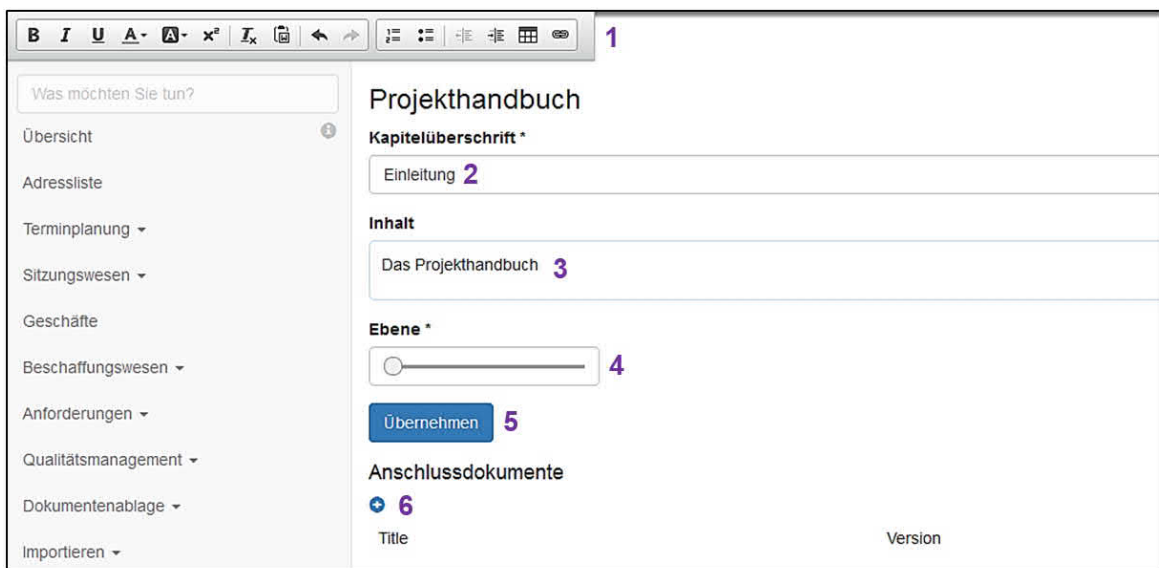 B I U A A x² Ix
1
Was möchten Sie tun?
Übersicht
Adressliste
Terminplanung
Sitzungswesen
Geschäfte
Beschaffungswesen
Anforderungen
Qualitätsmanagement
Dokumentenablage
Importieren
Projekthandbuch
Kapitelüberschrift *
Einleitung 2
Inhalt
Das Projekthandbuch 3
Ebene *
4
Übernehmen 5
Anschlussdokumente
6
Title Version